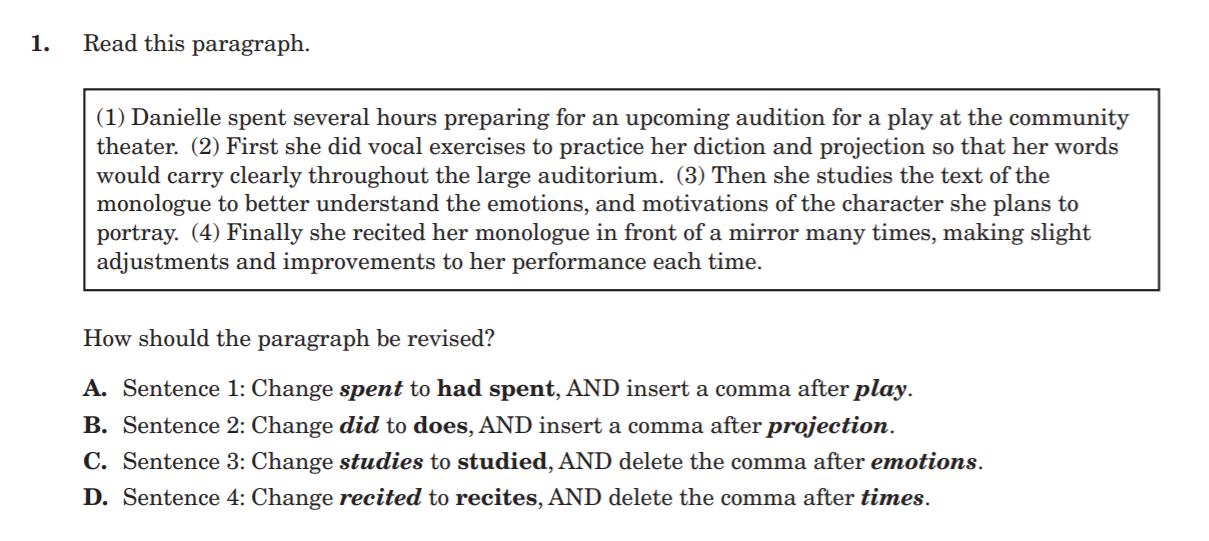 1. Read this paragraph.
(1) Danielle spent several hours preparing for an upcoming audition for a play at the community
theater. (2) First she did vocal exercises to practice her diction and projection so that her words
would carry clearly throughout the large auditorium. (3) Then she studies the text of the
monologue to better understand the emotions, and motivations of the character she plans to
portray. (4) Finally she recited her monologue in front of a mirror many times, making slight
adjustments and improvements to her performance each time.
How should the paragraph be revised?
A. Sentence 1: Change spent to had spent, AND insert a comma after play.
B. Sentence 2: Change did to does, AND insert a comma after projection.
C. Sentence 3: Change studies to studied, AND delete the comma after emotions.
D. Sentence 4: Change recited to recites, AND delete the comma after times.